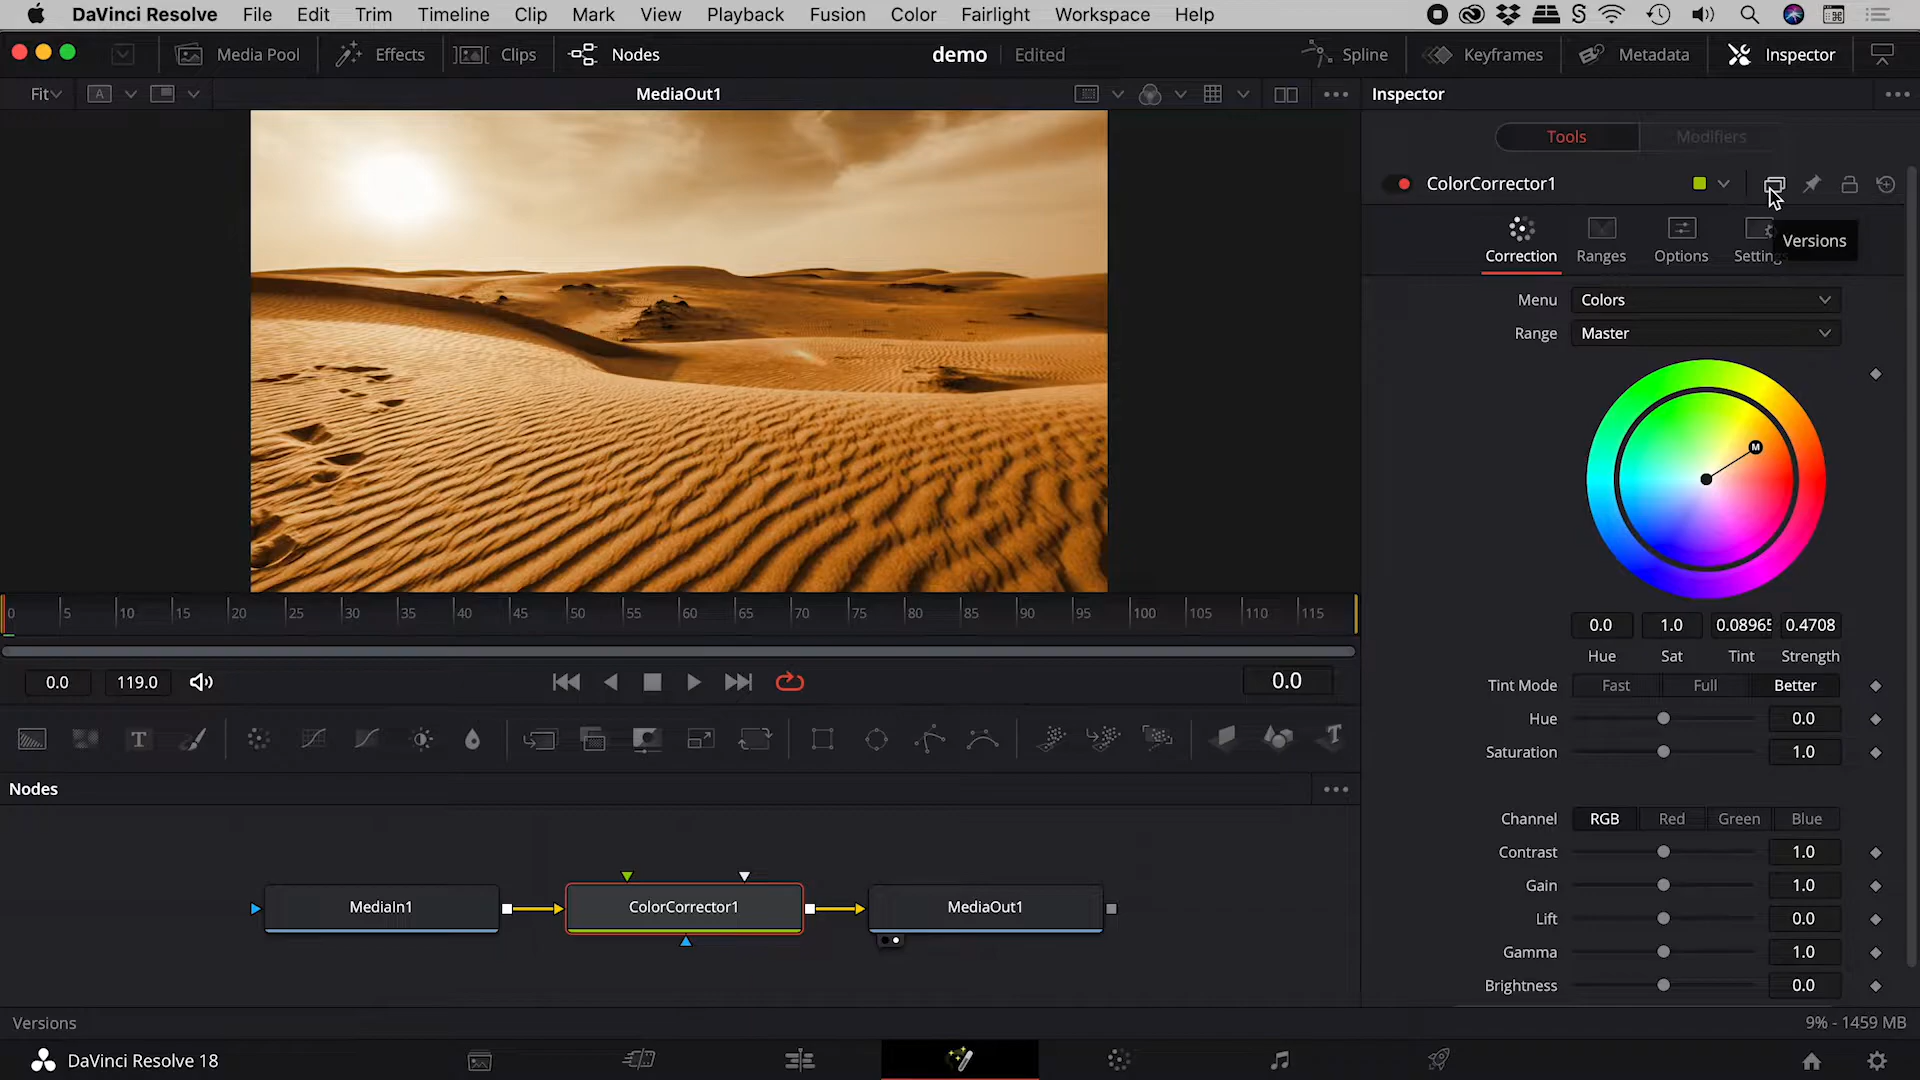 DaVinci Resolve File Edit Trim Timeline Clip Mark View Playback Fusion Color Fairlight Workspace Help
Media Pool Effects Clips Nodes demo Edited Spline Keyframes Metadata Inspector
Fit A MediaOut1 Inspector
Tools Modifiers
ColorCorrector1
Versions
Correction Ranges Options Setting
Menu Colors
Range Master
M
0.0 1.0 0.08965 0.4708
Hue Sat Tint Strength
Tint Mode Fast Full Better
Hue 0.0
Saturation 1.0
Channel RGB Red Green Blue
Contrast 1.0
Gain 1.0
Lift 0.0
Gamma 1.0
Brightness 0.0
0 5 10 15 20 25 30 35 40 45 50 55 60 65 70 75 80 85 90 95 100 105 110 115
0.0 119.0 0.0
T T
Nodes
MediaIn1 ColorCorrector1 MediaOut1
Versions 9% - 1459 MB
DaVinci Resolve 18